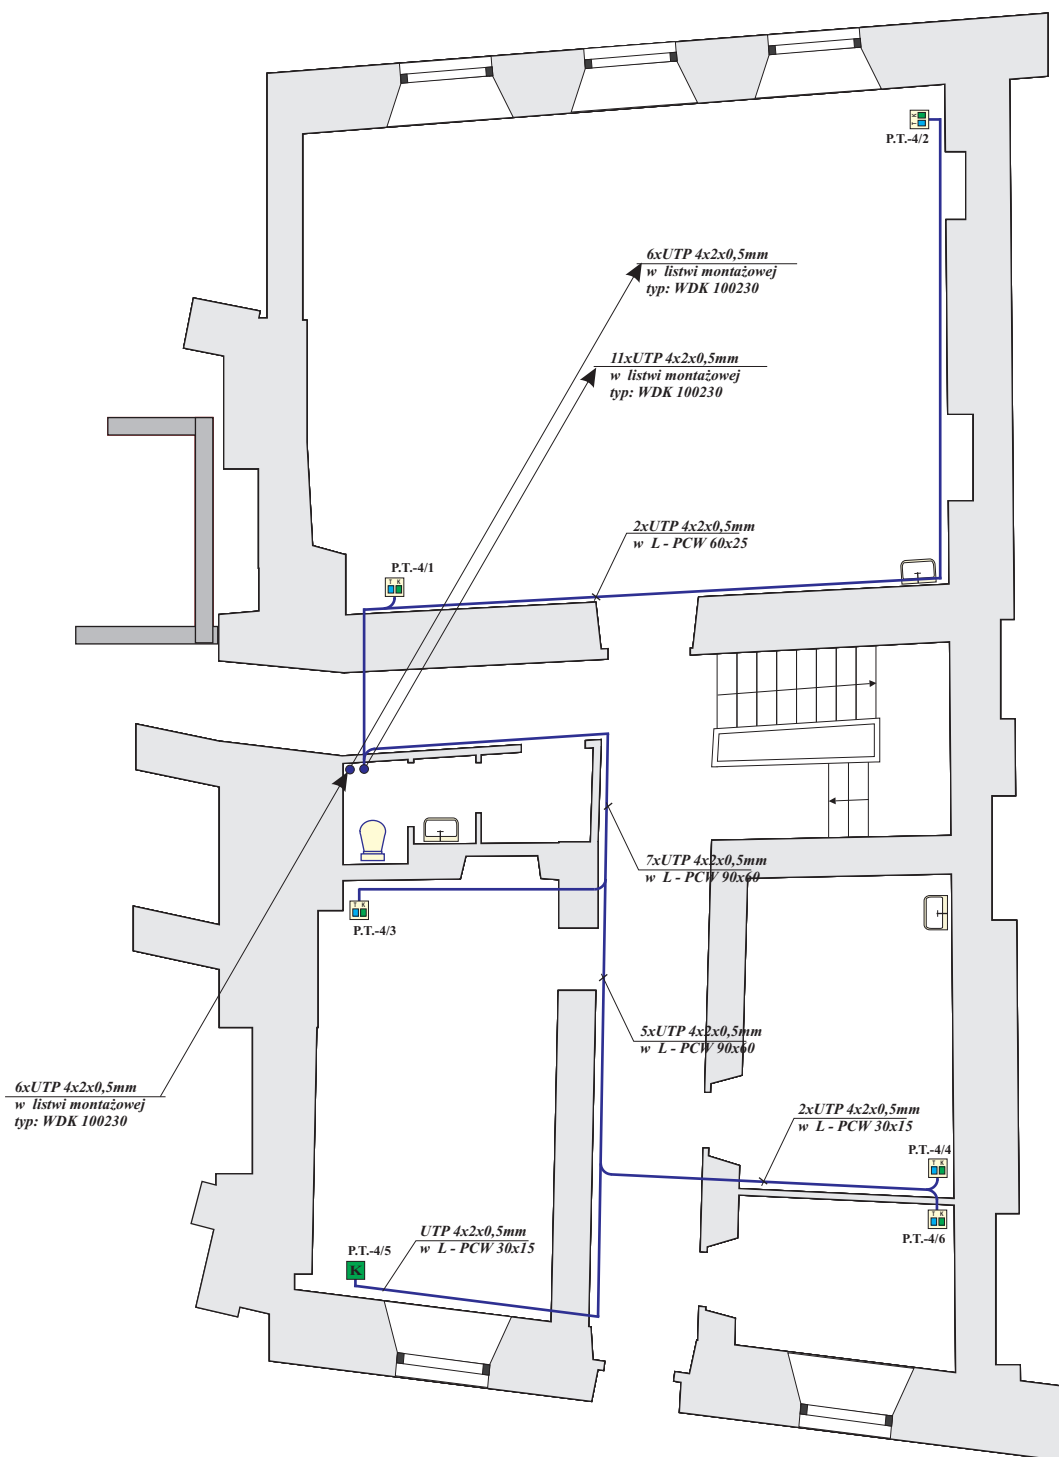 T K
P.T.-4/2
6xUTP 4x2x0,5mm
w listwi montażowej
typ: WDK 100230
11xUTP 4x2x0,5mm
w listwi montażowej
typ: WDK 100230
2xUTP 4x2x0,5mm
w L - PCW 60x25
P.T.-4/1
T K
7xUTP 4x2x0,5mm
w L - PCW 90x60
T K
P.T.-4/3
5xUTP 4x2x0,5mm
w L - PCW 90x60
6xUTP 4x2x0,5mm
w listwi montażowej
typ: WDK 100230
2xUTP 4x2x0,5mm
w L - PCW 30x15
P.T.-4/4
T K
T K
P.T.-4/6
UTP 4x2x0,5mm
w L - PCW 30x15
P.T.-4/5
K